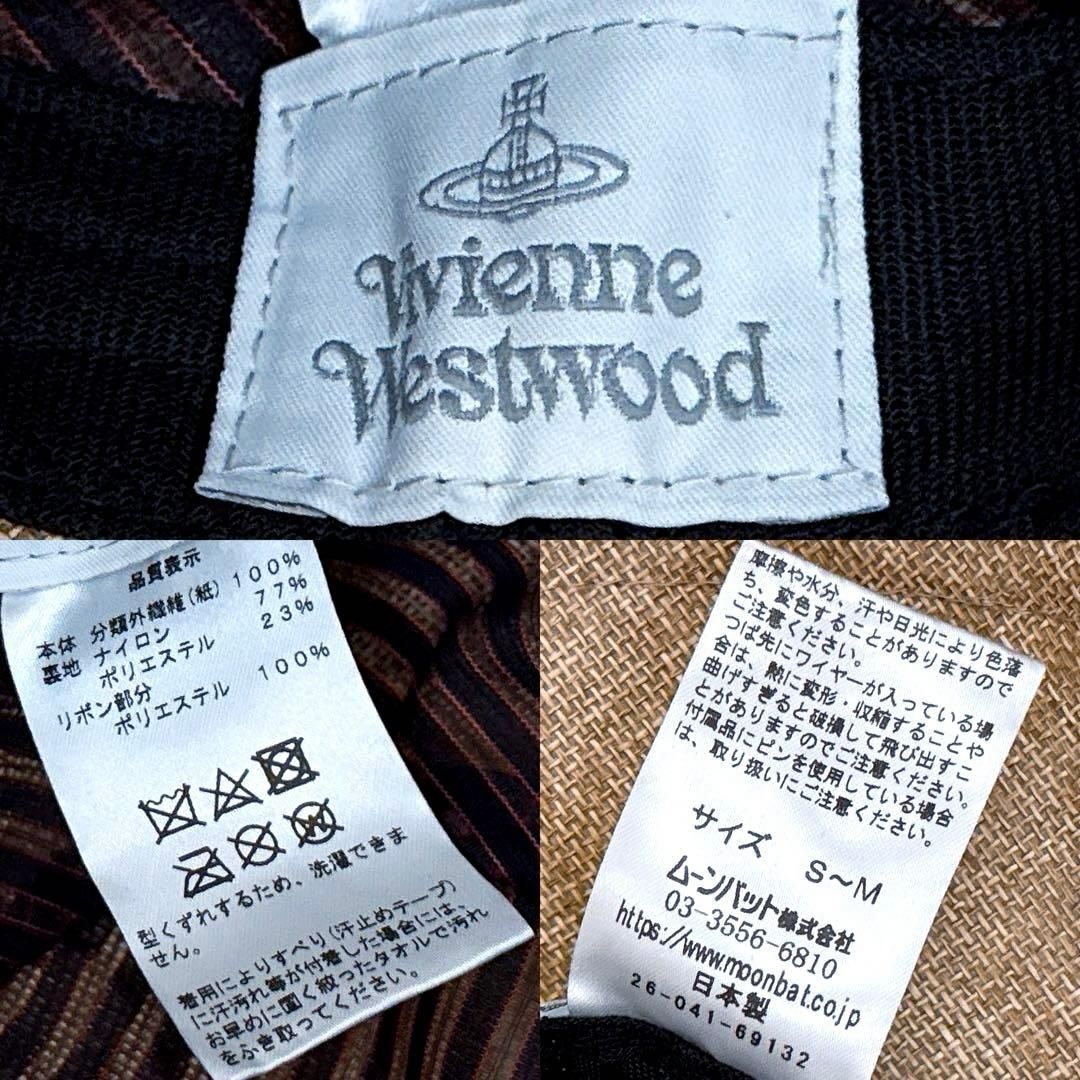 Vivienne
Westwood
品質表示
本体 分類外繊維(紙) 100%
裏地 ナイロン 77%
ポリエステル 23%
リボン部分
ポリエステル 100%
型くずれするため、洗濯できま
せん。
着用によりすべり(汗止めテープ)
に汗汚れ等が付着した場合には、
お早めに固く絞ったタオルで汚れ
をふき取ってください。
摩擦や水分、汗や日光により色落
ち、変色することがありますので
ご注意ください。
つば先にワイヤーが入っている場
合は、熱に変形・収縮することや
曲げすぎると破損して飛び出すこ
とがありますのでご注意ください。
付属品にピンを使用している場合
は、取り扱いにご注意ください。
サイズ S～M
ムーンバット株式会社
03-3556-6810
https://www.moonbat.co.jp
日本製
26-041-69132